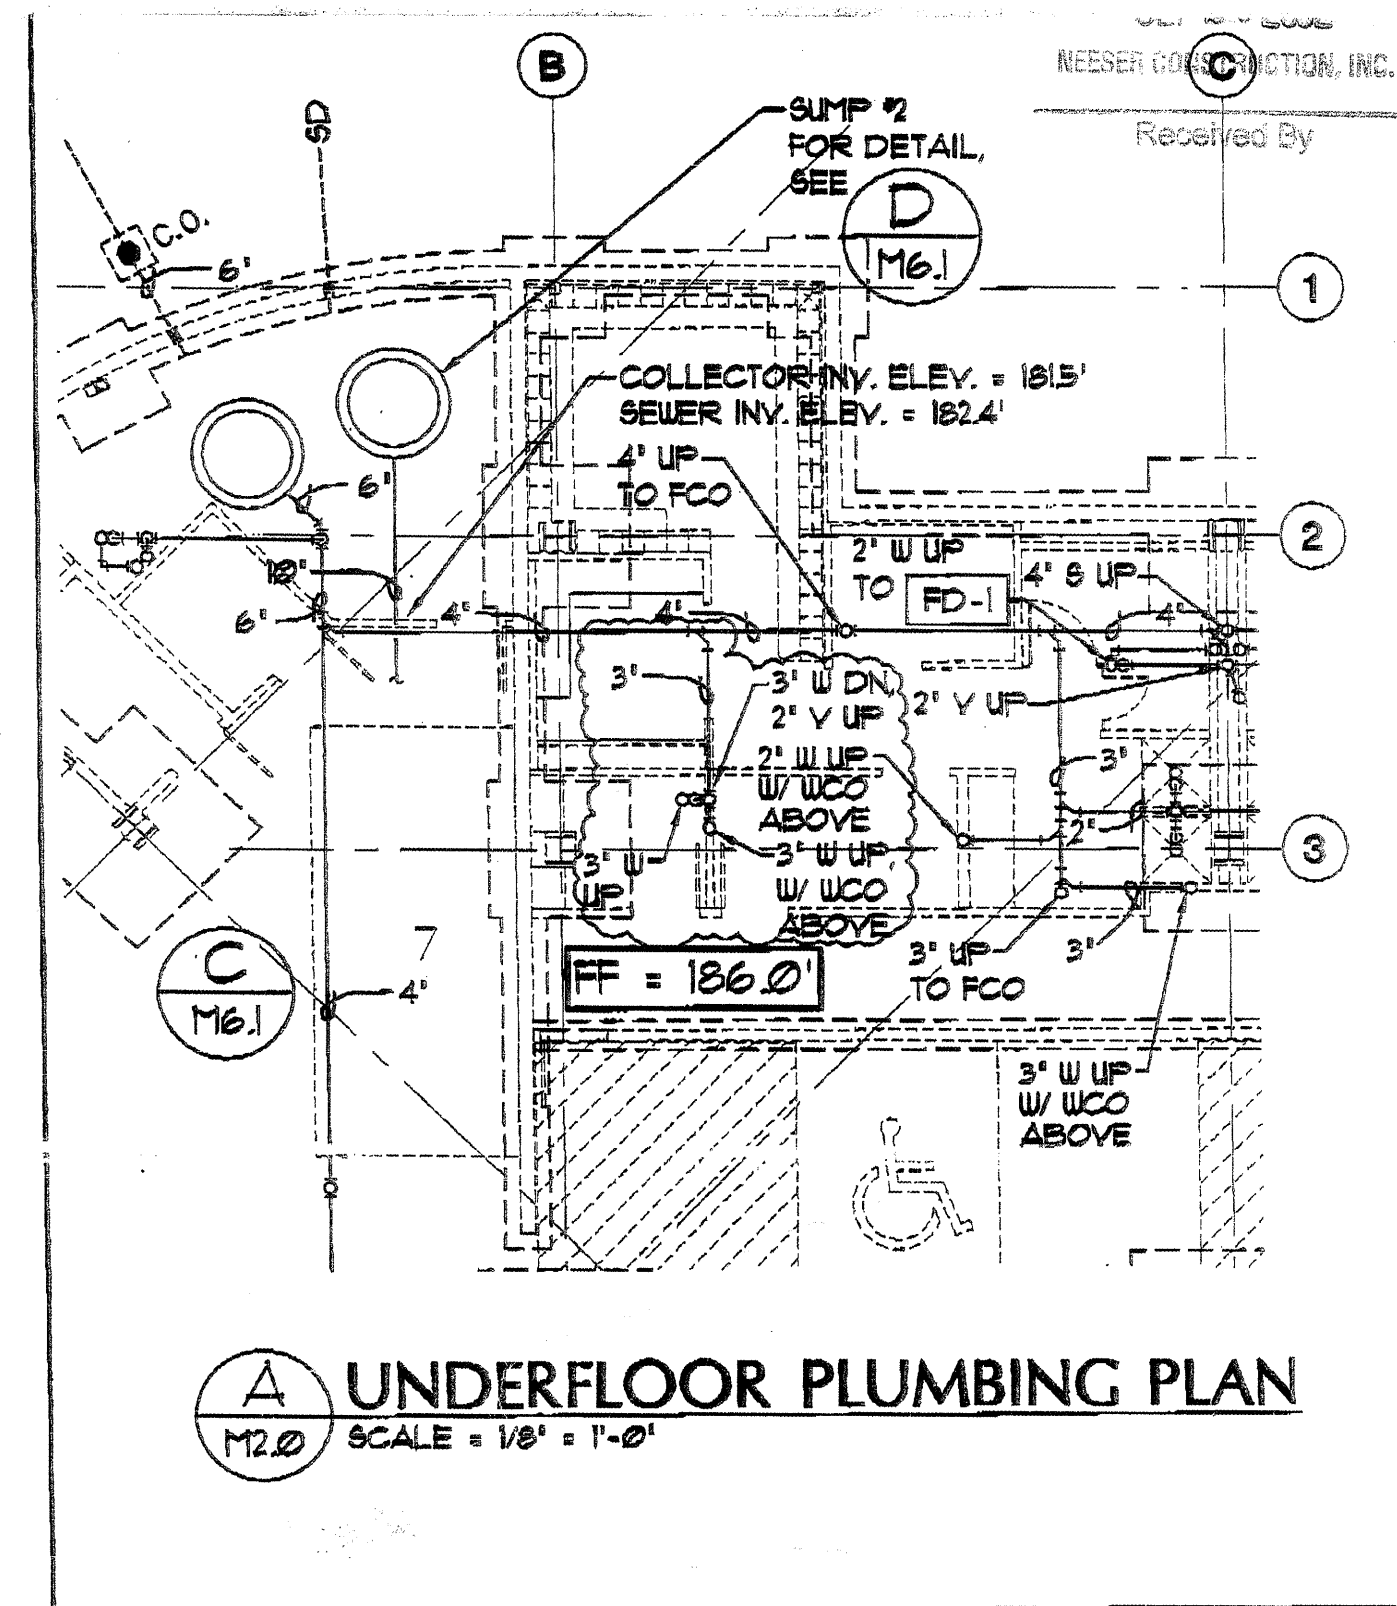 NEESER CONSTRUCTION, INC.
Received By
B
C
SD
SUMP #2
FOR DETAIL,
SEE
D
M6.1
C.O.
6"
1
COLLECTOR INV. ELEV. = 181.5'
SEWER INV. ELEV. = 182.4'
4" UP
TO FCO
6"
2
2" W UP
TO
FD-1
4" S UP
10"
6"
4"
4"
4"
3"
3" W DN,
2" V UP
2" V UP
2" W UP
W/ WCO
ABOVE
3"
2"
3" W
UP
3" W UP
W/ WCO
ABOVE
3
C
M6.1
7
4"
FF = 186.0'
3" UP
TO FCO
3"
3" W UP
W/ WCO
ABOVE
A
M2.0
UNDERFLOOR PLUMBING PLAN
SCALE = 1/8" = 1'-0"